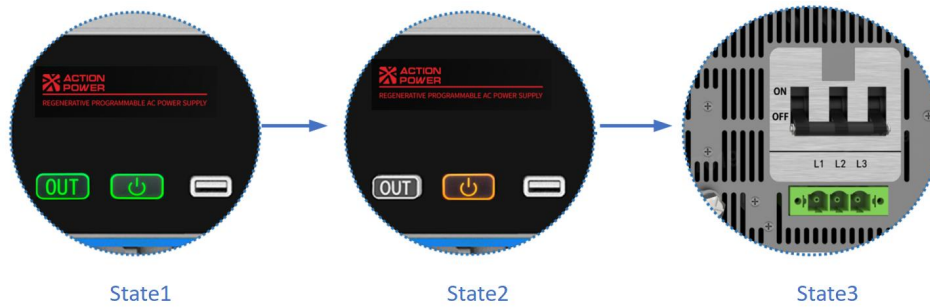 ACTION
POWER
REGENERATIVE PROGRAMMABLE AC POWER SUPPLY
OUT
State1
ACTION
POWER
REGENERATIVE PROGRAMMABLE AC POWER SUPPLY
OUT
State2
ON
OFF
L1 L2 L3
State3